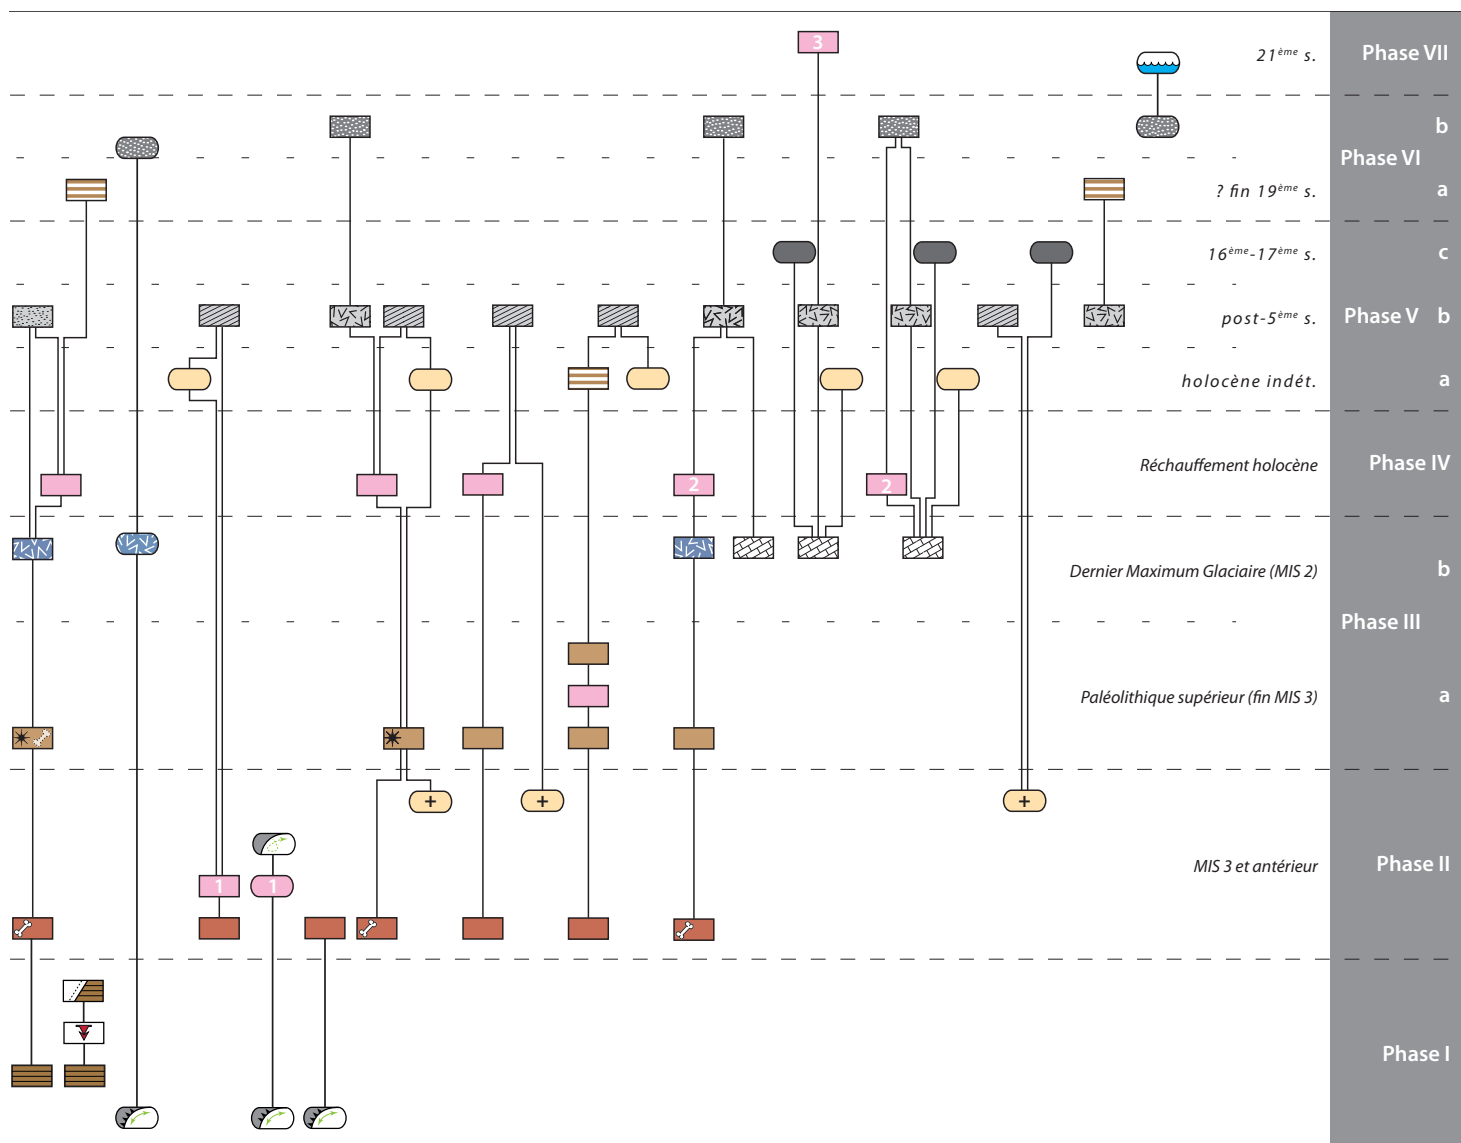 3
21ème s.
Phase VII
b
Phase VI
? fin 19ème s.
a
16ème-17ème s.
c
post-5ème s.
Phase V
b
holocène indét.
a
2
2
Réchauffement holocène
Phase IV
Dernier Maximum Glaciaire (MIS 2)
b
Phase III
Paléolithique supérieur (fin MIS 3)
a
+
+
+
1
1
MIS 3 et antérieur
Phase II
Phase I